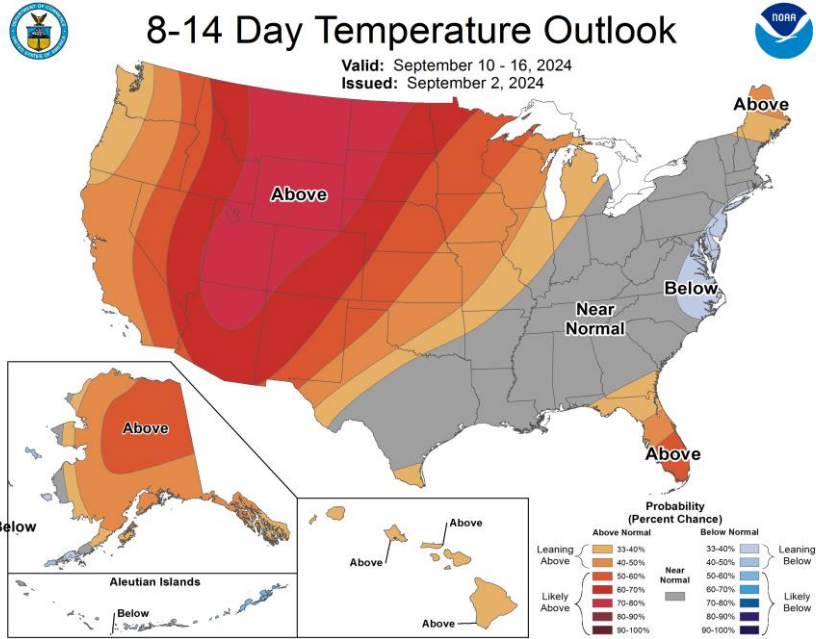 8-14 Day Temperature Outlook
Valid: September 10 - 16, 2024
Issued: September 2, 2024
NOAA
Above
Above
Below
Near
Normal
Above
Above
Below
Aleutian Islands
Below
Above
Above
Above
Probability
(Percent Chance)
Above Normal
Below Normal
Leaning
Above
33-40%
40-50%
Likely
Above
50-60%
60-70%
70-80%
80-90%
90-100%
Near
Normal
33-40%
40-50%
Leaning
Below
50-60%
60-70%
70-80%
80-90%
90-100%
Likely
Below